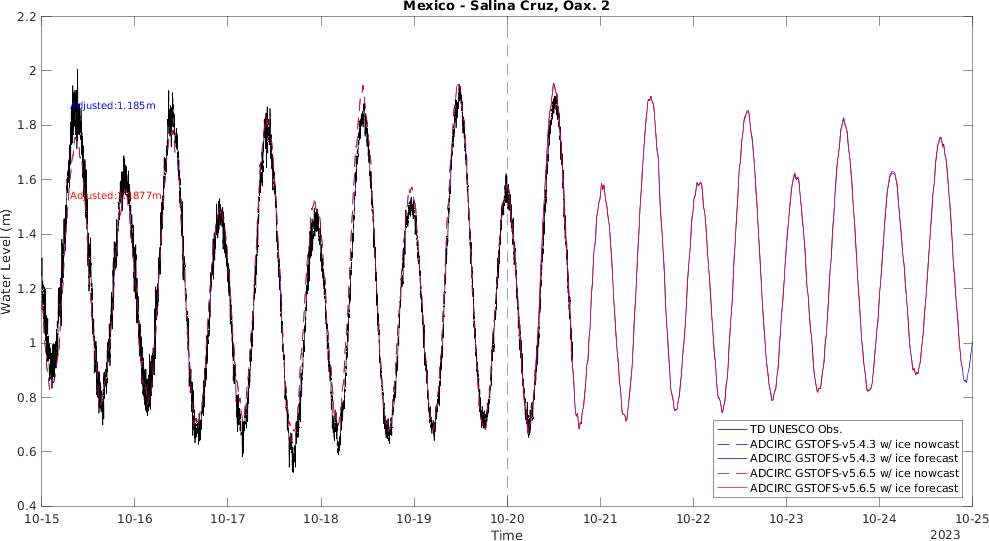 Mexico - Salina Cruz, Oax. 2
2.2
2
1.8
1.6
1.4
1.2
1
0.8
0.6
0.4
Water Level (m)
Adjusted:1.185m
Adjusted:1.1877m
TD UNESCO Obs.
ADCIRC GSTOFS-v5.4.3 w/ ice nowcast
ADCIRC GSTOFS-v5.4.3 w/ ice forecast
ADCIRC GSTOFS-v5.6.5 w/ ice nowcast
ADCIRC GSTOFS-v5.6.5 w/ ice forecast
10-15 10-16 10-17 10-18 10-19 10-20 10-21 10-22 10-23 10-24 10-25
Time
2023